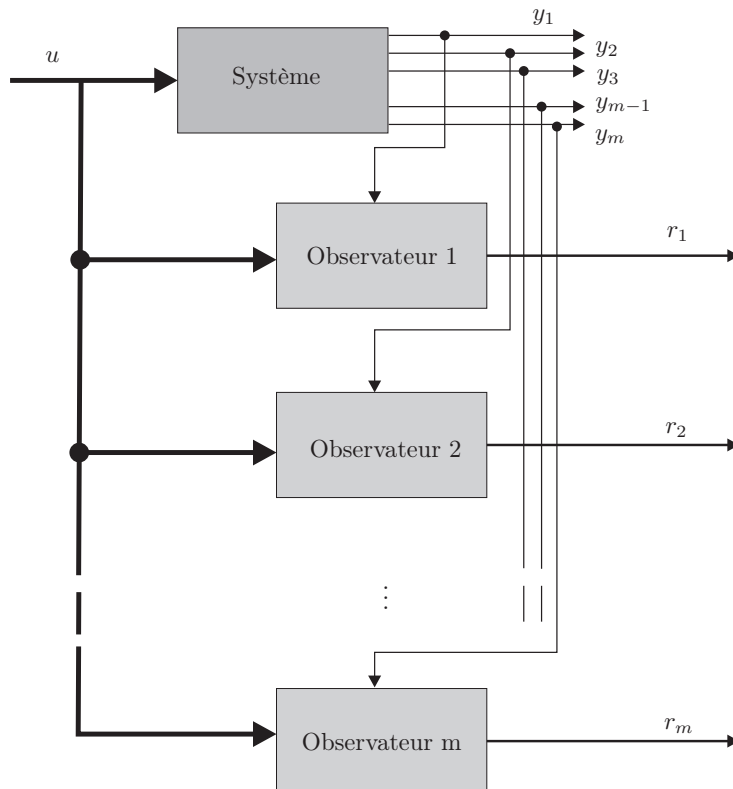 y₁
u
y₂
Système
y₃
yₘ₋₁
yₘ
r₁
Observateur 1
r₂
Observateur 2
⋮
rₘ
Observateur m